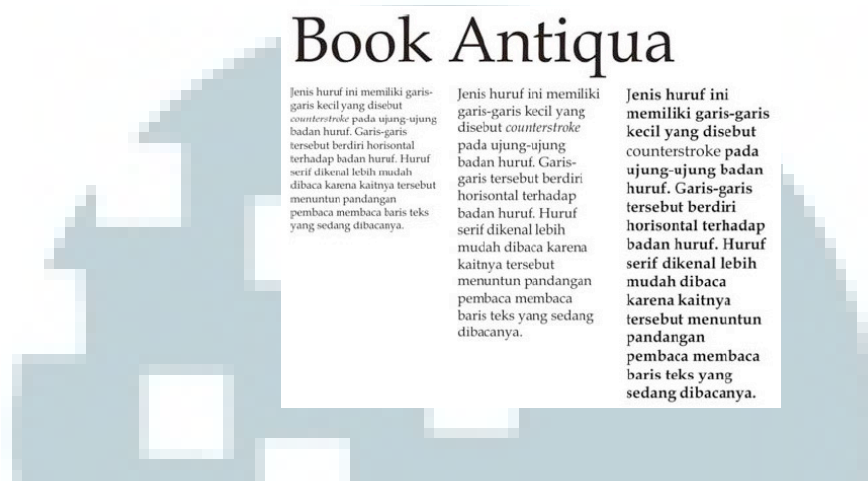 Book Antiqua
Jenis huruf ini memiliki garis-
garis kecil yang disebut
counterstroke pada ujung-ujung
badan huruf. Garis-garis
tersebut berdiri horisontal
terhadap badan huruf. Huruf
serif dikenal lebih mudah
dibaca karena kaitnya tersebut
menuntun pandangan
pembaca membaca baris teks
yang sedang dibacanya.
Jenis huruf ini memiliki
garis-garis kecil yang
disebut counterstroke
pada ujung-ujung
badan huruf. Garis-
garis tersebut berdiri
horisontal terhadap
badan huruf. Huruf
serif dikenal lebih
mudah dibaca karena
kaitnya tersebut
menuntun pandangan
pembaca membaca
baris teks yang sedang
dibacanya.
Jenis huruf ini
memiliki garis-garis
kecil yang disebut
counterstroke pada
ujung-ujung badan
huruf. Garis-garis
tersebut berdiri
horisontal terhadap
badan huruf. Huruf
serif dikenal lebih
mudah dibaca
karena kaitnya
tersebut menuntun
pandangan
pembaca membaca
baris teks yang
sedang dibacanya.